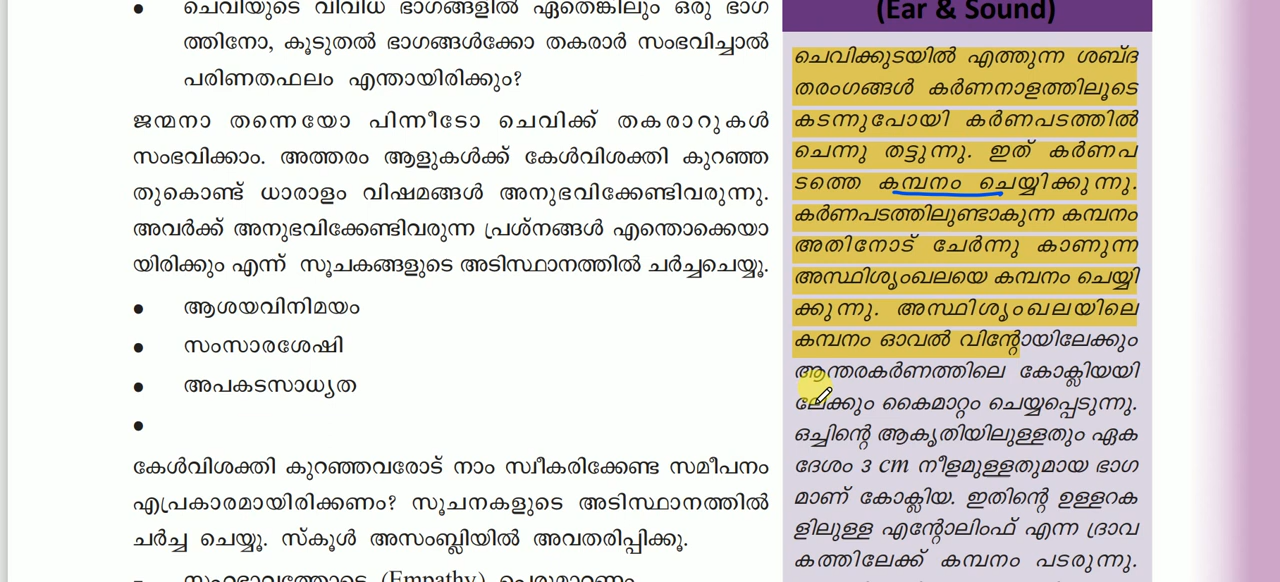 ● ചെവിയുടെ വിവിധ ഭാഗങ്ങളിൽ ഏതെങ്കിലും ഒരു ഭാഗ
ത്തിനോ, കൂടുതൽ ഭാഗങ്ങൾക്കോ തകരാർ സംഭവിച്ചാൽ
പരിണതഫലം എന്തായിരിക്കും?
ജന്മനാ തന്നെയോ പിന്നീടോ ചെവിക്ക് തകരാറുകൾ
സംഭവിക്കാം. അത്തരം ആളുകൾക്ക് കേൾവിശക്തി കുറഞ്ഞ
തുകൊണ്ട് ധാരാളം വിഷമങ്ങൾ അനുഭവിക്കേണ്ടിവരുന്നു.
അവർക്ക് അനുഭവിക്കേണ്ടിവരുന്ന പ്രശ്നങ്ങൾ എന്തൊക്കെയാ
യിരിക്കും എന്ന് സൂചകങ്ങളുടെ അടിസ്ഥാനത്തിൽ ചർച്ചചെയ്യൂ.
● ആശയവിനിമയം
● സംസാരശേഷി
● അപകടസാധ്യത
●
കേൾവിശക്തി കുറഞ്ഞവരോട് നാം സ്വീകരിക്കേണ്ട സമീപനം
എപ്രകാരമായിരിക്കണം? സൂചനകളുടെ അടിസ്ഥാനത്തിൽ
ചർച്ച ചെയ്യൂ. സ്കൂൾ അസംബ്ലിയിൽ അവതരിപ്പിക്കൂ.
സഹഭാവത്തോടെ (Empathy) പെരുമാറണം
(Ear & Sound)
ചെവിക്കുടയിൽ എത്തുന്ന ശബ്ദ
തരംഗങ്ങൾ കർണനാളത്തിലൂടെ
കടന്നുപോയി കർണപടത്തിൽ
ചെന്നു തട്ടുന്നു. ഇത് കർണപ
ടത്തെ കമ്പനം ചെയ്യിക്കുന്നു.
കർണപടത്തിലുണ്ടാകുന്ന കമ്പനം
അതിനോട് ചേർന്നു കാണുന്ന
അസ്ഥിശൃംഖലയെ കമ്പനം ചെയ്യി
ക്കുന്നു. അസ്ഥിശൃംഖലയിലെ
കമ്പനം ഓവൽ വിന്റോയിലേക്കും
ആന്തരകർണത്തിലെ കോക്ലിയയി
ലേക്കും കൈമാറ്റം ചെയ്യപ്പെടുന്നു.
ഒച്ചിന്റെ ആകൃതിയിലുള്ളതും ഏക
ദേശം 3 cm നീളമുള്ളതുമായ ഭാഗ
മാണ് കോക്ലിയ. ഇതിന്റെ ഉള്ളറക
ളിലുള്ള എന്റോലിംഫ് എന്ന ദ്രാവ
കത്തിലേക്ക് കമ്പനം പടരുന്നു.